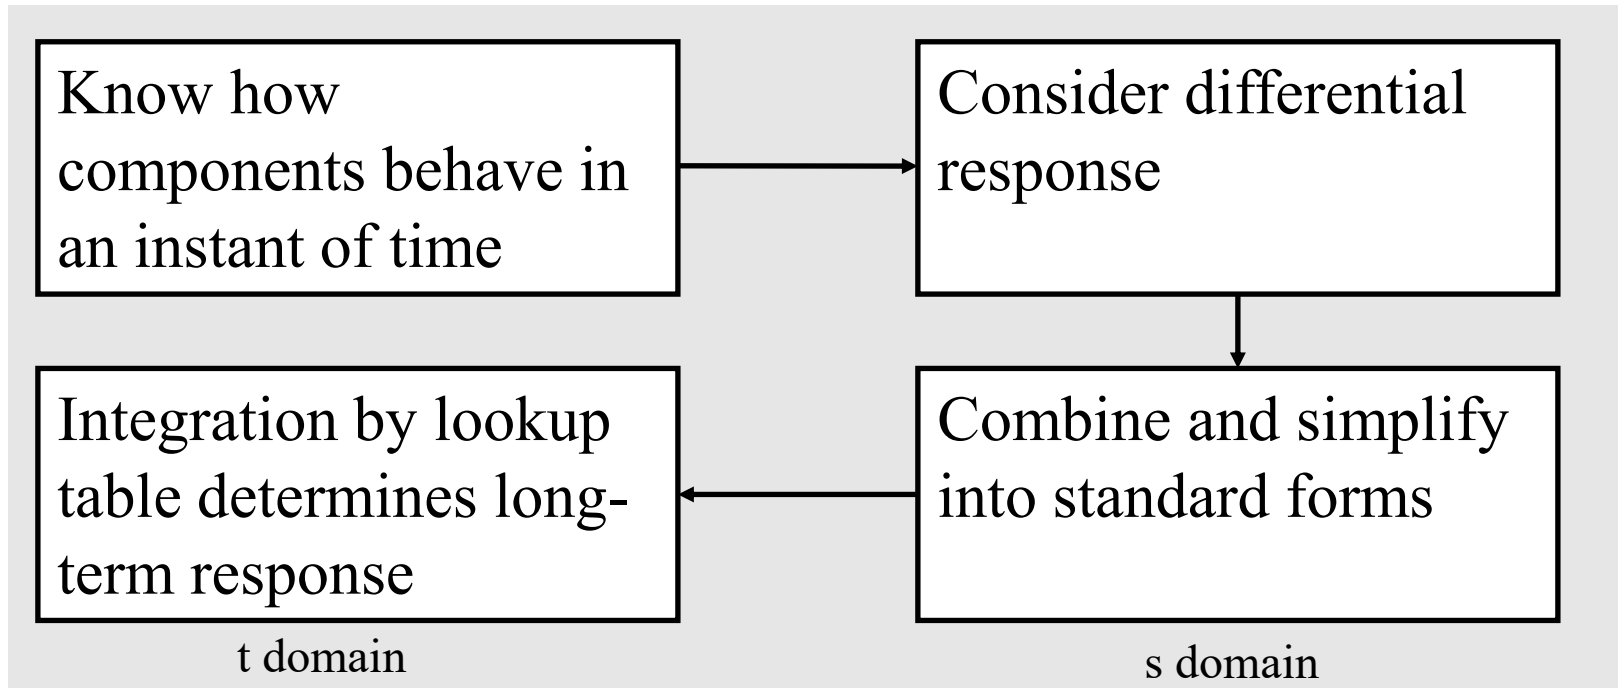 Know how
components behave in
an instant of time
Consider differential
response
Integration by lookup
table determines long-
term response
Combine and simplify
into standard forms
t domain
s domain